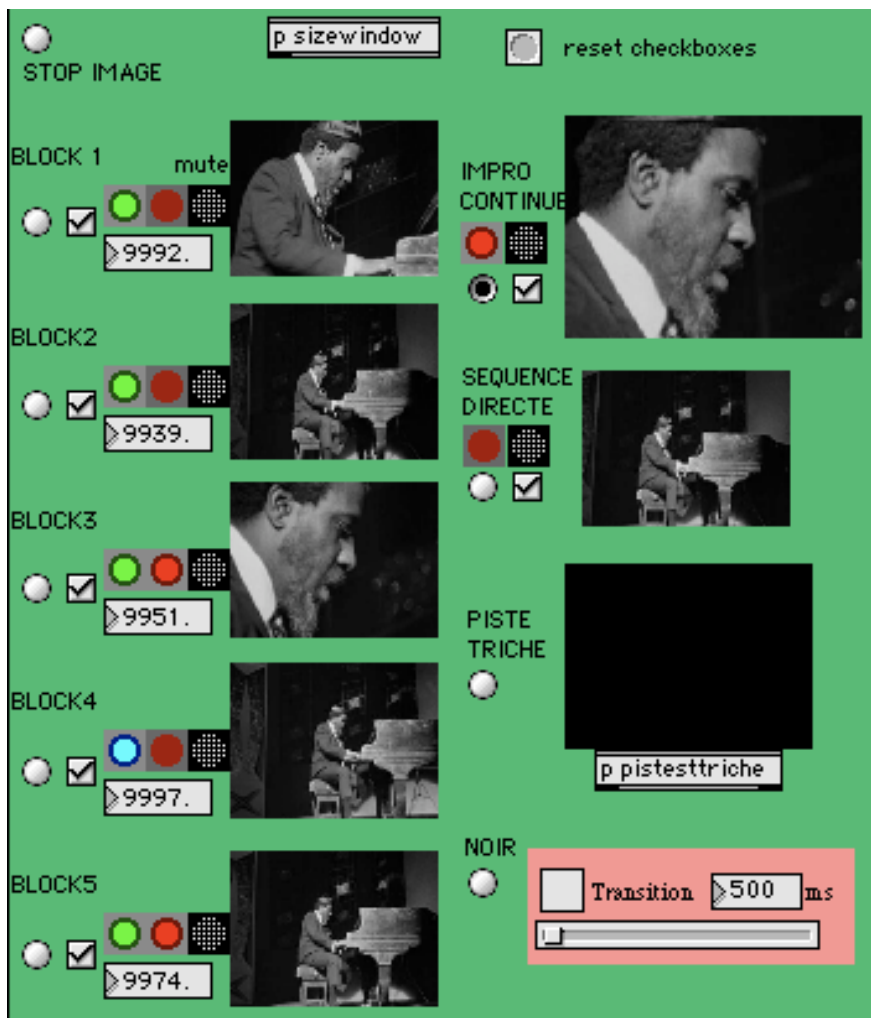 p sizewindow
reset checkboxes
STOP IMAGE
BLOCK 1
mute
9992.
BLOCK2
9939.
BLOCK3
9951.
BLOCK4
9997.
BLOCK5
9974.
IMPRO
CONTINUE
SEQUENCE
DIRECTE
PISTE
TRICHE
p pistesttriche
NOIR
Transition 500 ms